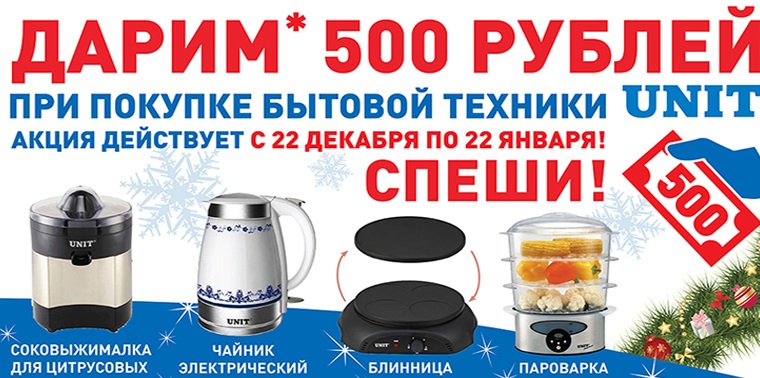 ДАРИМ* 500 РУБЛЕЙ
ПРИ ПОКУПКЕ БЫТОВОЙ ТЕХНИКИ UNIT
АКЦИЯ ДЕЙСТВУЕТ С 22 ДЕКАБРЯ ПО 22 ЯНВАРЯ!
СПЕШИ!
500
UNIT
UNIT
UNIT
UNIT
СОКОВЫЖИМАЛКА
ДЛЯ ЦИТРУСОВЫХ
ЧАЙНИК
ЭЛЕКТРИЧЕСКИЙ
БЛИННИЦА
ПАРОВАРКА